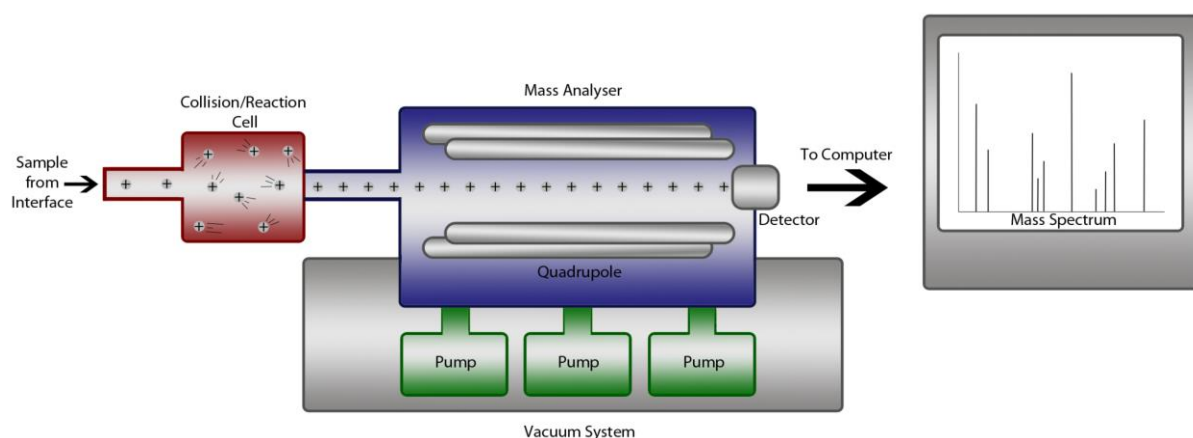 Sample
from
Interface
Collision/Reaction
Cell
Mass Analyser
Quadrupole
Detector
To Computer
Mass Spectrum
Pump
Pump
Pump
Vacuum System